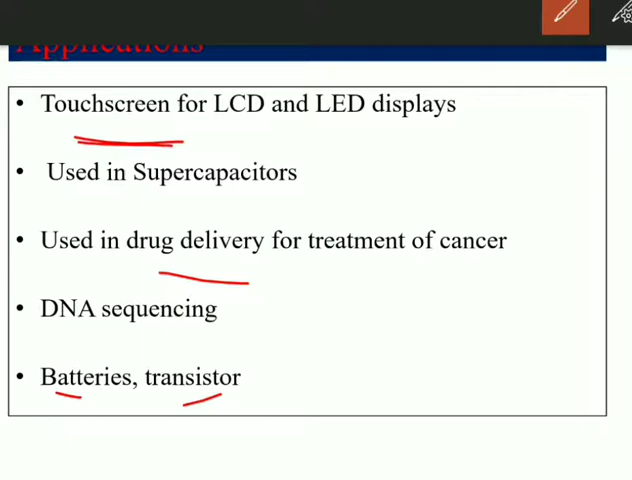 Applications
• Touchscreen for LCD and LED displays
• Used in Supercapacitors
• Used in drug delivery for treatment of cancer
• DNA sequencing
• Batteries, transistor